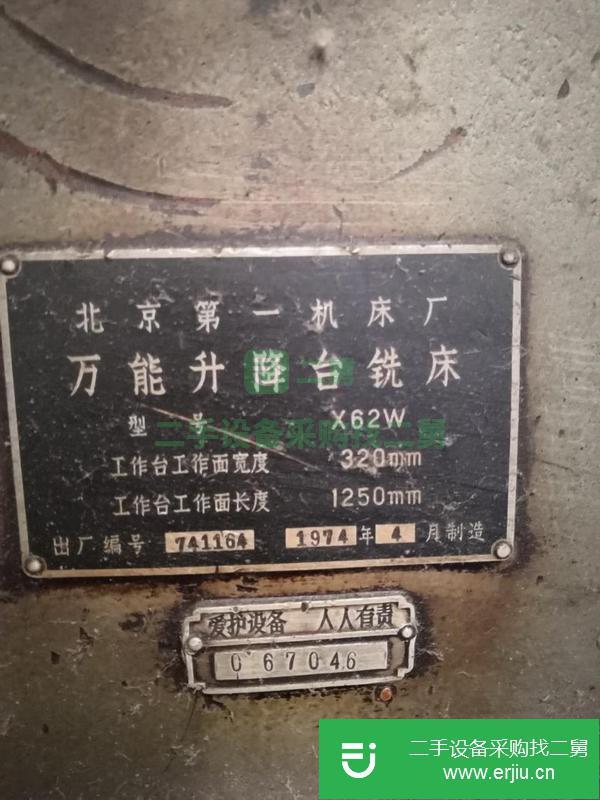 北京第一机床厂
万能升降台铣床
型号 X62W
二手设备采购找二舅
工作台工作面宽度 320mm
工作台工作面长度 1250mm
出厂编号 741164 1974年4月制造
爱护设备 人人有责
067046
二手设备采购找二舅
www.erjiu.cn